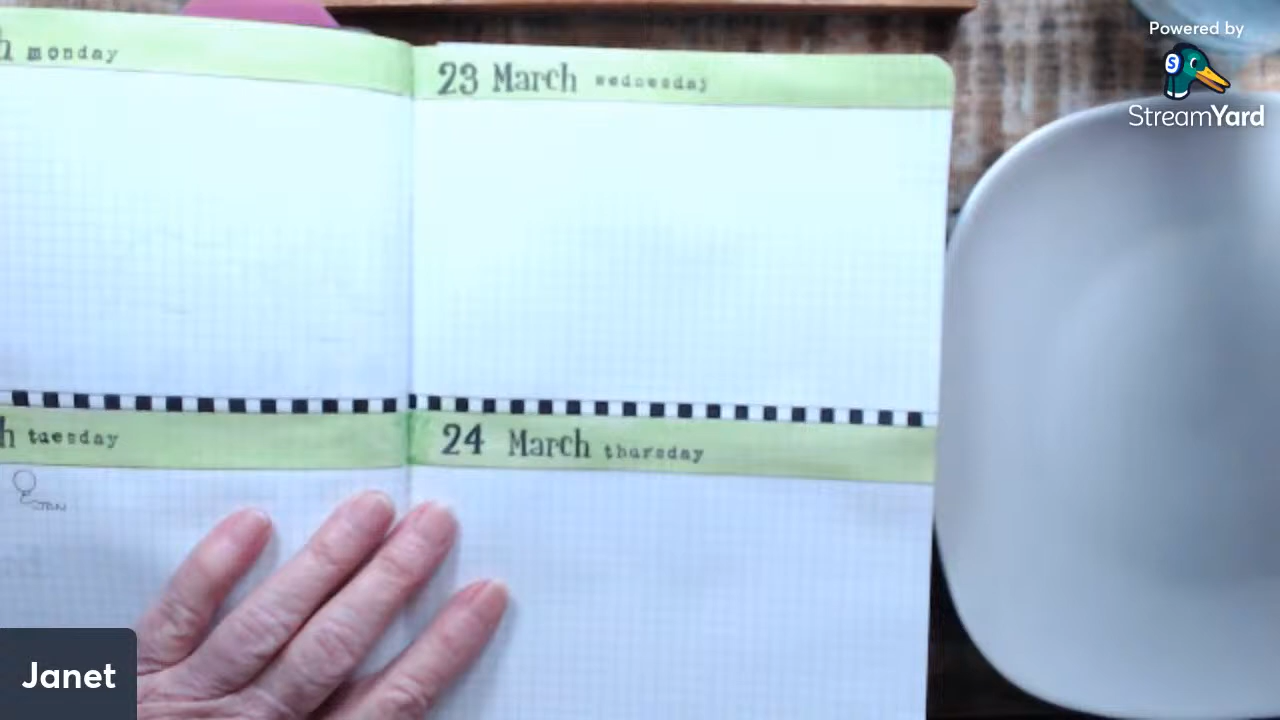 h monday
23 March wednesday
h tuesday
24 March thursday
Powered by
StreamYard
Janet